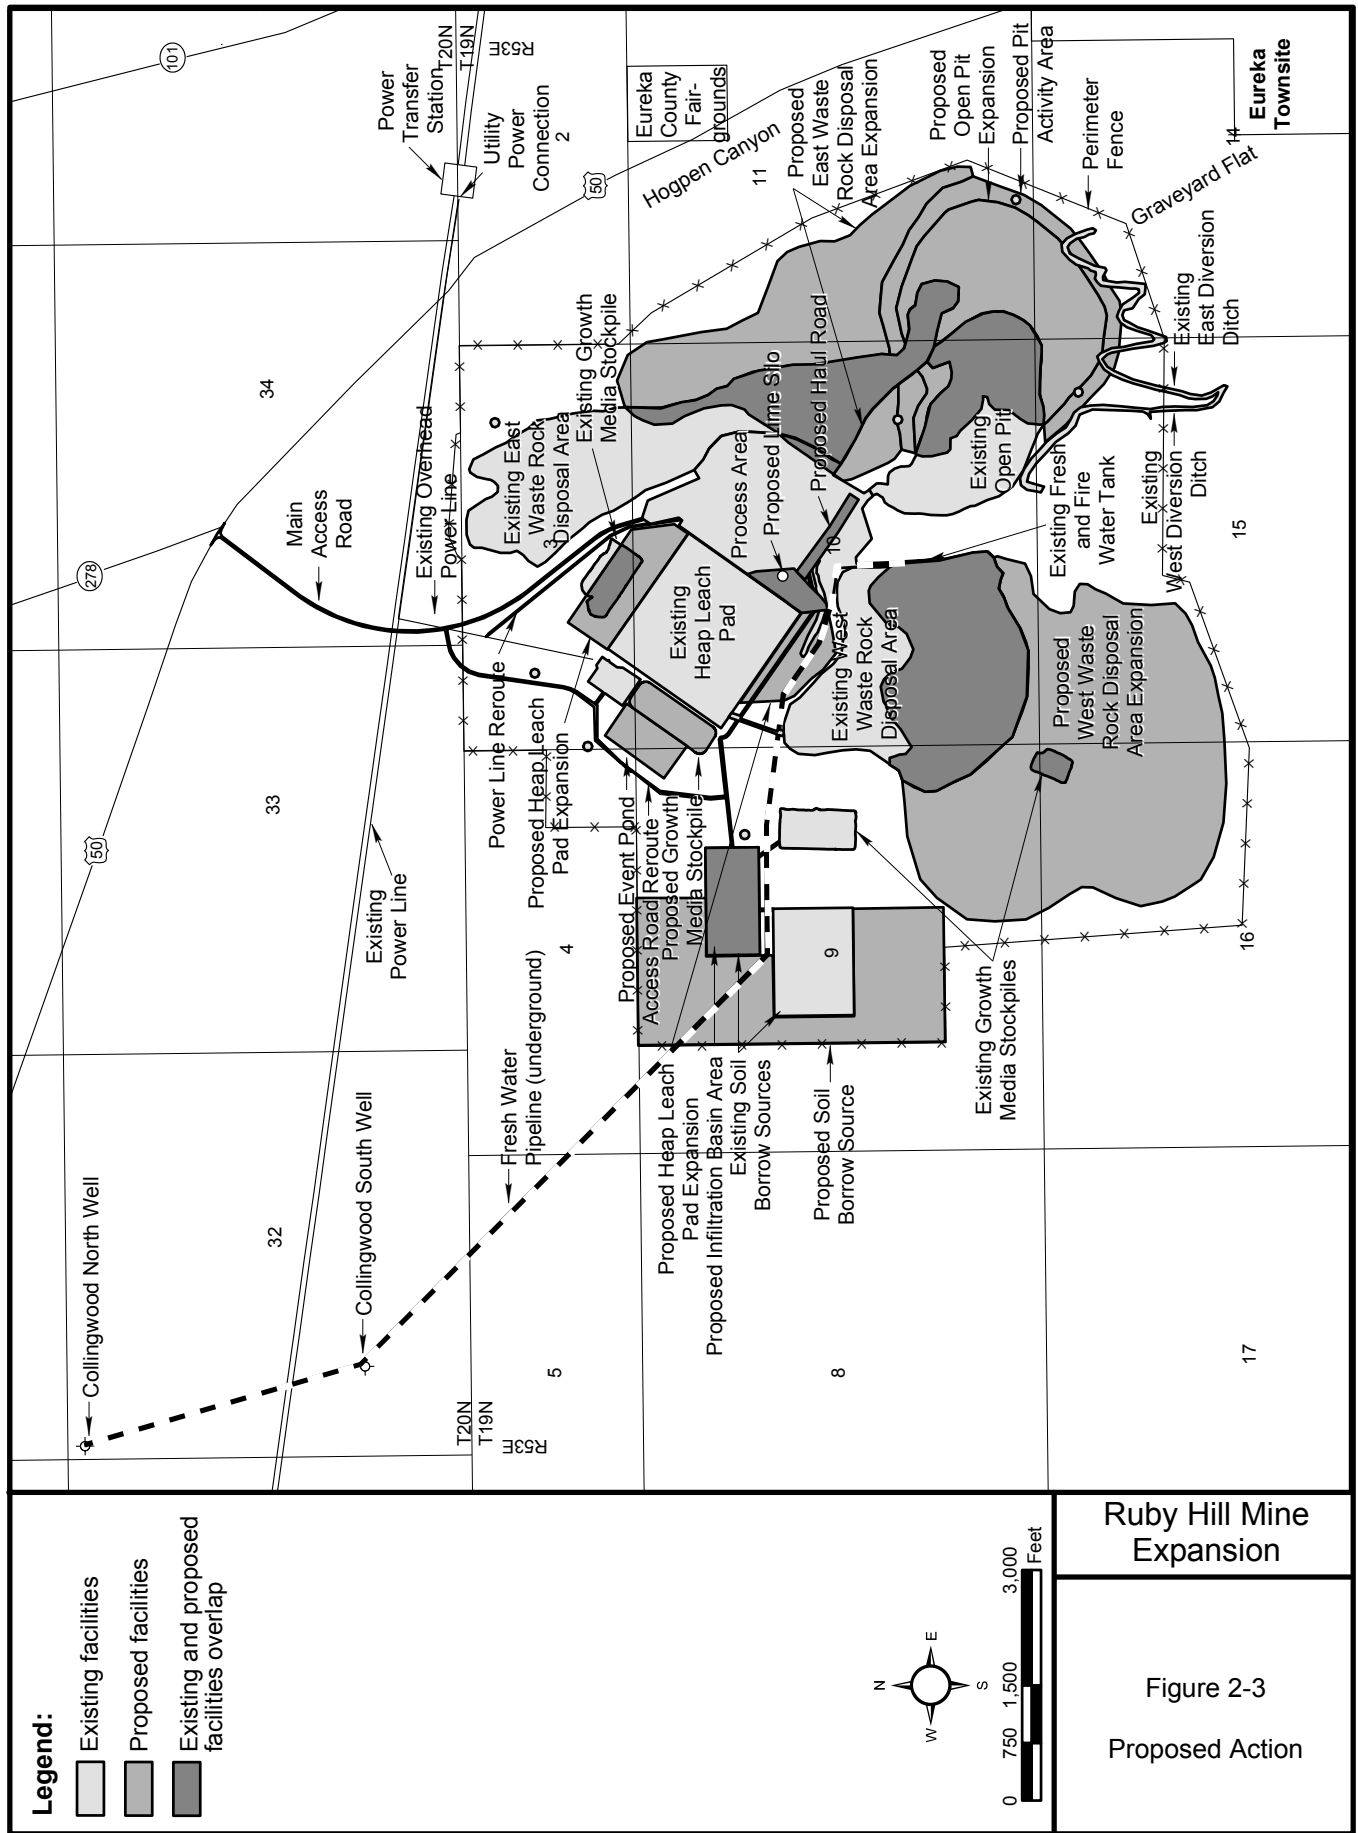 101
T20N
T19N
R53E
Power
Transfer
Station
Utility
Power
Connection
2
Eureka
County
Fair-
grounds
50
Hogpen Canyon
11
Proposed
East Waste
Rock Disposal
Area Expansion
Proposed
Open Pit
Expansion
Proposed Pit
Activity Area
Perimeter
Fence
14
Eureka
Townsite
Graveyard Flat
34
278
Main
Access
Road
Existing Overhead
Power Line
Existing East
Waste Rock
Disposal Area
3
Existing Growth
Media Stockpile
Process Area
Proposed Lime Silo
Proposed Haul Road
10
Existing
Open Pit
Existing
East Diversion
Ditch
Existing
West Diversion
Ditch
15
Existing Fresh
and Fire
Water Tank
Existing
Heap Leach
Pad
Existing West
Waste Rock
Disposal Area
Proposed
West Waste
Rock Disposal
Area Expansion
33
50
Existing
Power Line
Power Line Reroute
Proposed Heap Leach
Pad Expansion
Proposed Event Pond
Access Road Reroute
Proposed Growth
Media Stockpile
4
9
16
Fresh Water
Pipeline (underground)
Proposed Heap Leach
Pad Expansion
Proposed Infiltration Basin Area
Existing Soil
Borrow Sources
Proposed Soil
Borrow Source
Existing Growth
Media Stockpiles
Collingwood North Well
32
Collingwood South Well
5
8
17
T20N
T19N
R53E
Legend:
Existing facilities
Proposed facilities
Existing and proposed
facilities overlap
N
W
E
S
0
750
1,500
3,000
Feet
Ruby Hill Mine
Expansion
Figure 2-3
Proposed Action